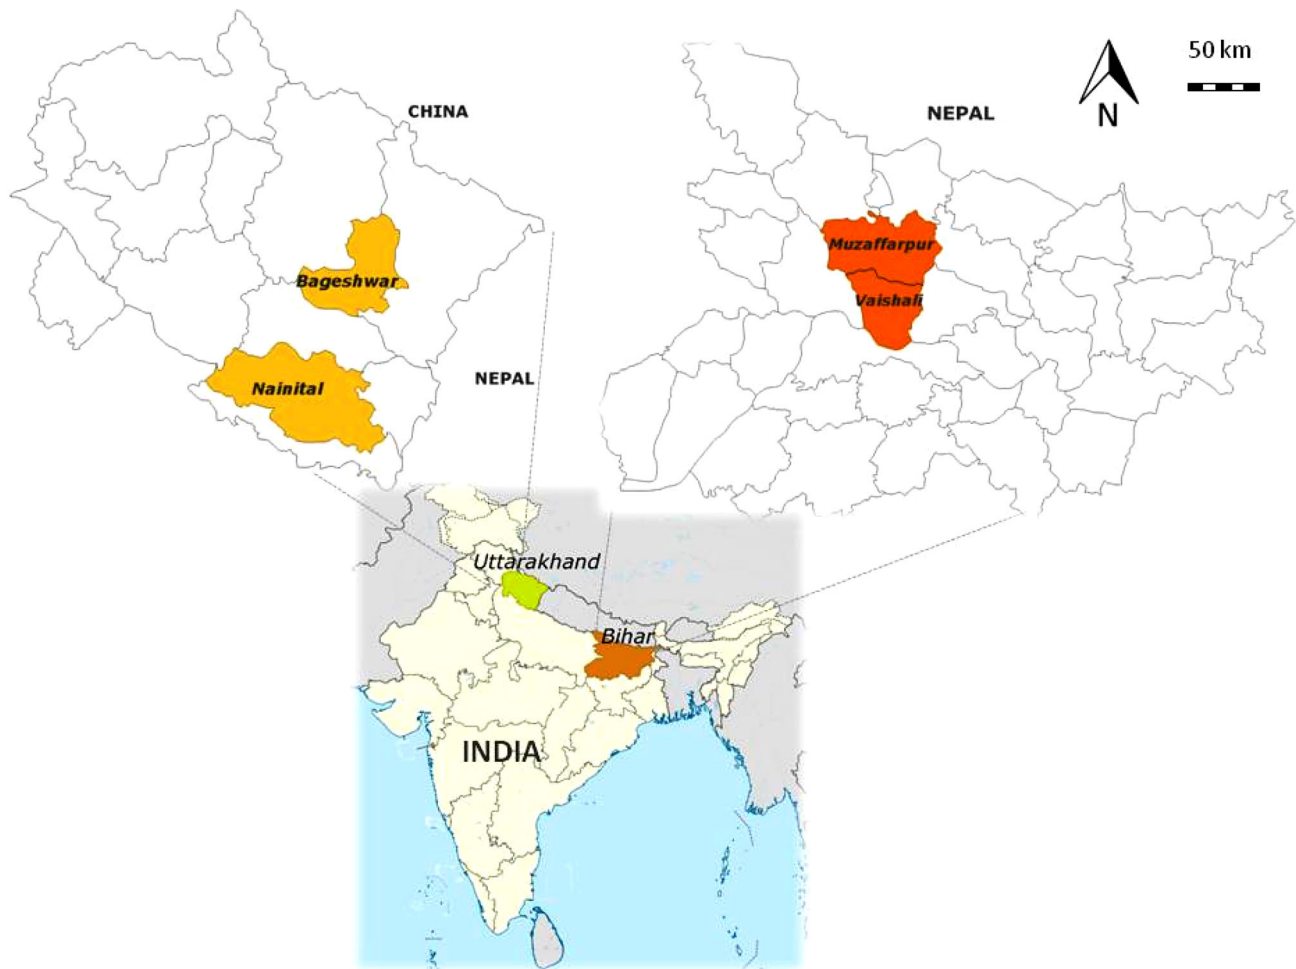 50 km
CHINA
NEPAL
N
Muzaffarpur
Bageshwar
Vaishali
NEPAL
Nainital
Uttarakhand
Bihar
INDIA